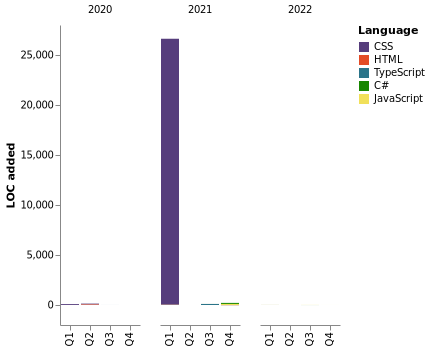 2020 2021 2022
Language
CSS
HTML
TypeScript
C#
JavaScript
LOC added
25,000
20,000
15,000
10,000
5,000
0
Q1 Q2 Q3 Q4 Q1 Q2 Q3 Q4 Q1 Q2 Q3 Q4